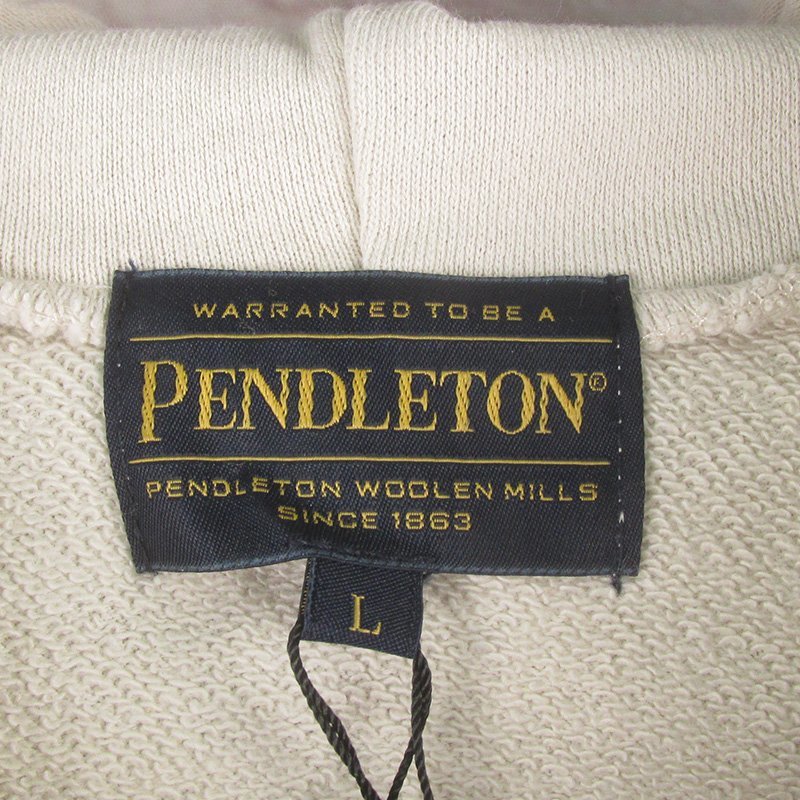 WARRANTED TO BE A
PENDLETON®
PENDLETON WOOLEN MILLS
SINCE 1863
L